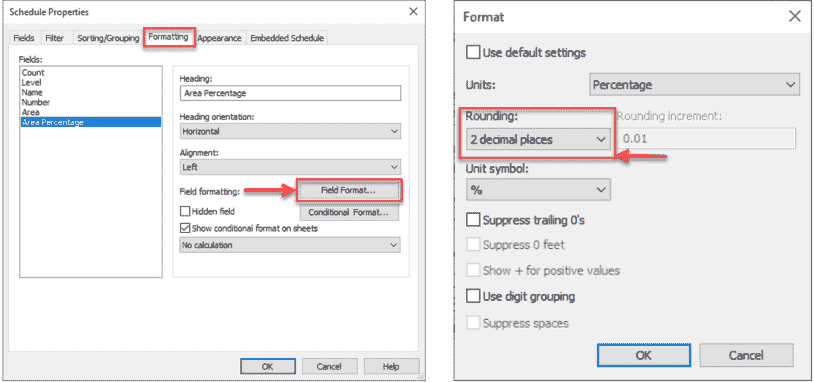 Schedule Properties
Fields Filter Sorting/Grouping Formatting Appearance Embedded Schedule
Fields:
Count
Level
Name
Number
Area
Area Percentage
Heading:
Area Percentage
Heading orientation:
Horizontal
Alignment:
Left
Field formatting:
Field Format...
Hidden field
Conditional Format...
Show conditional format on sheets
No calculation
OK Cancel Help
Format
Use default settings
Units: Percentage
Rounding: Rounding increment:
2 decimal places 0.01
Unit symbol:
%
Suppress trailing 0's
Suppress 0 feet
Show + for positive values
Use digit grouping
Suppress spaces
OK Cancel